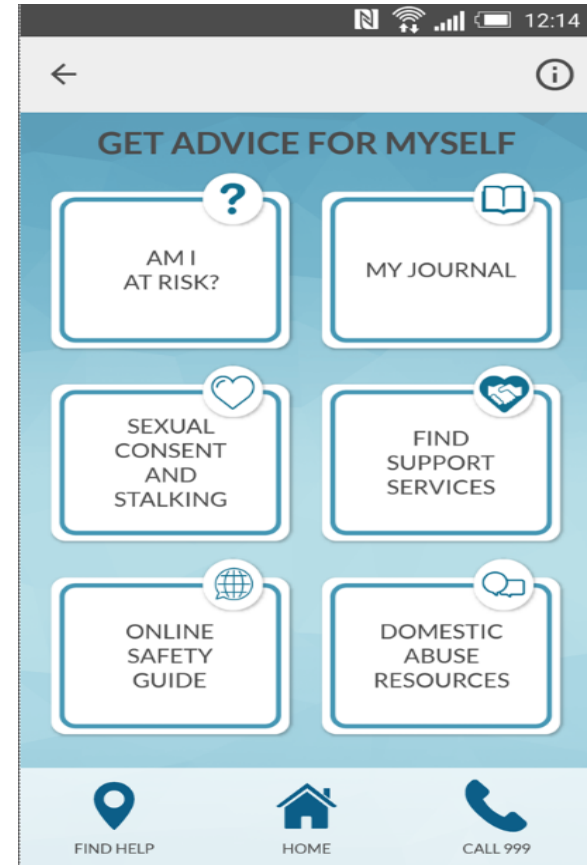 12:14
GET ADVICE FOR MYSELF
?
AM I
AT RISK?
MY JOURNAL
SEXUAL
CONSENT
AND
STALKING
FIND
SUPPORT
SERVICES
ONLINE
SAFETY
GUIDE
DOMESTIC
ABUSE
RESOURCES
FIND HELP
HOME
CALL 999